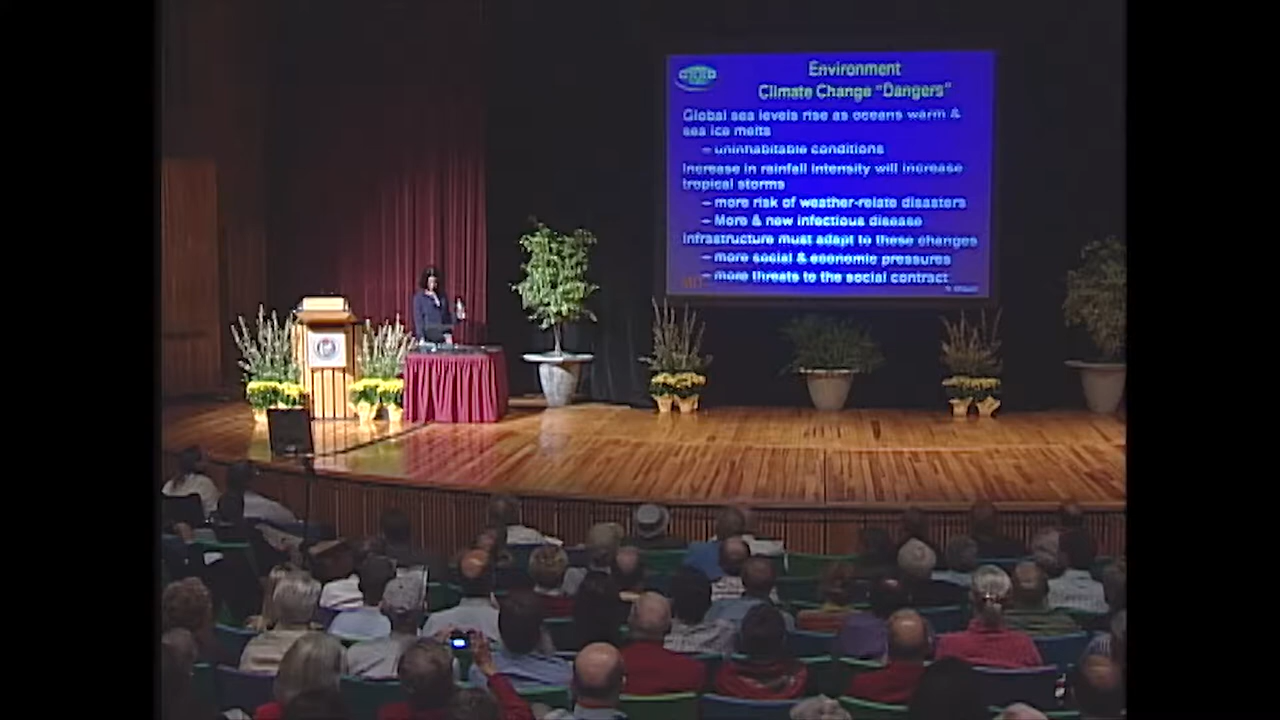 Environment
Climate Change "Dangers"
Global sea levels rise as oceans warm &
sea ice melts
– uninhabitable conditions
Increase in rainfall intensity will increase
tropical storms
– more risk of weather-relate disasters
– More & new infectious disease
Infrastructure must adapt to these changes
– more social & economic pressures
– more threats to the social contract